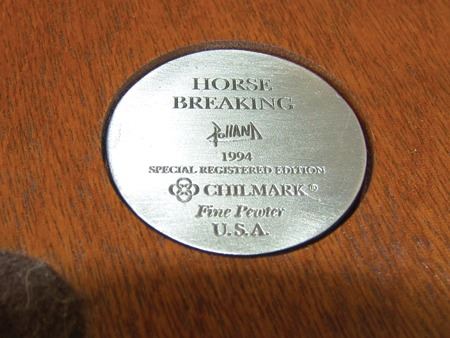 HORSE
BREAKING
POLLAND
1994
SPECIAL REGISTERED EDITION
CHILMARK®
Fine Pewter
U.S.A.